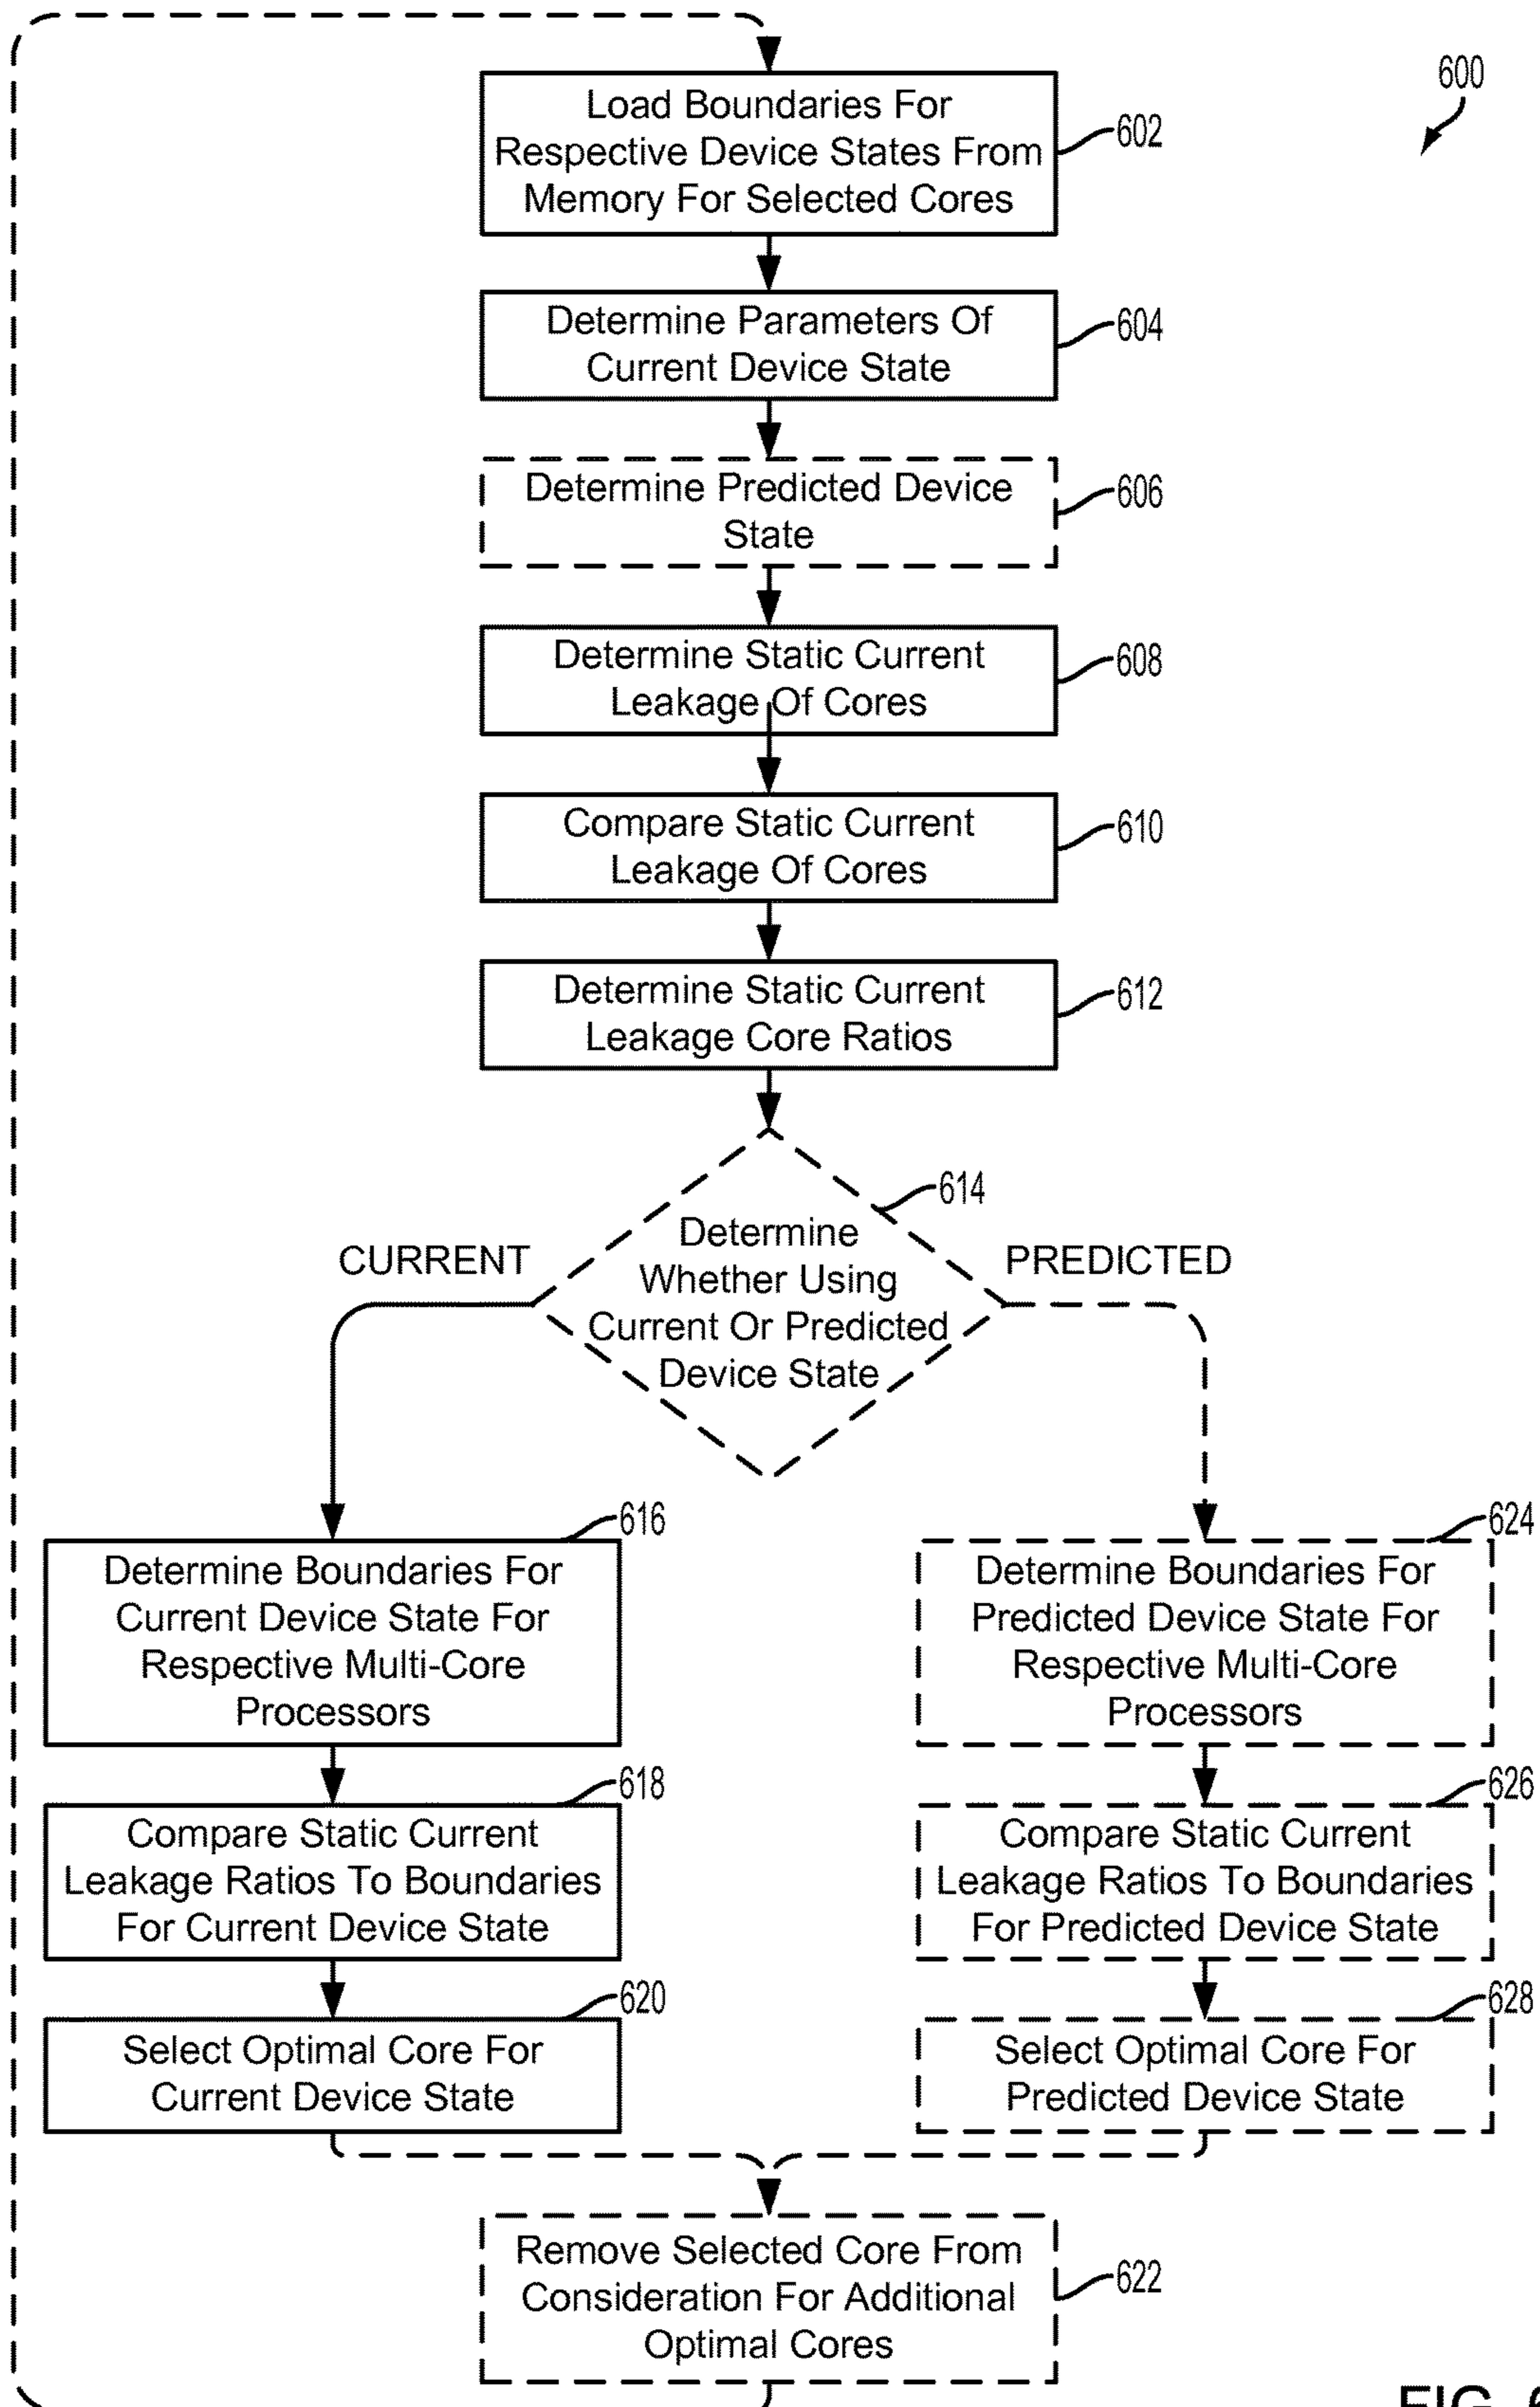 600
Load Boundaries For
Respective Device States From
Memory For Selected Cores
602
Determine Parameters Of
Current Device State
604
Determine Predicted Device
State
606
Determine Static Current
Leakage Of Cores
608
Compare Static Current
Leakage Of Cores
610
Determine Static Current
Leakage Core Ratios
612
614
Determine
Whether Using
Current Or Predicted
Device State
CURRENT
PREDICTED
616
Determine Boundaries For
Current Device State For
Respective Multi-Core
Processors
618
Compare Static Current
Leakage Ratios To Boundaries
For Current Device State
620
Select Optimal Core For
Current Device State
624
Determine Boundaries For
Predicted Device State For
Respective Multi-Core
Processors
626
Compare Static Current
Leakage Ratios To Boundaries
For Predicted Device State
628
Select Optimal Core For
Predicted Device State
Remove Selected Core From
Consideration For Additional
Optimal Cores
622
FIG.